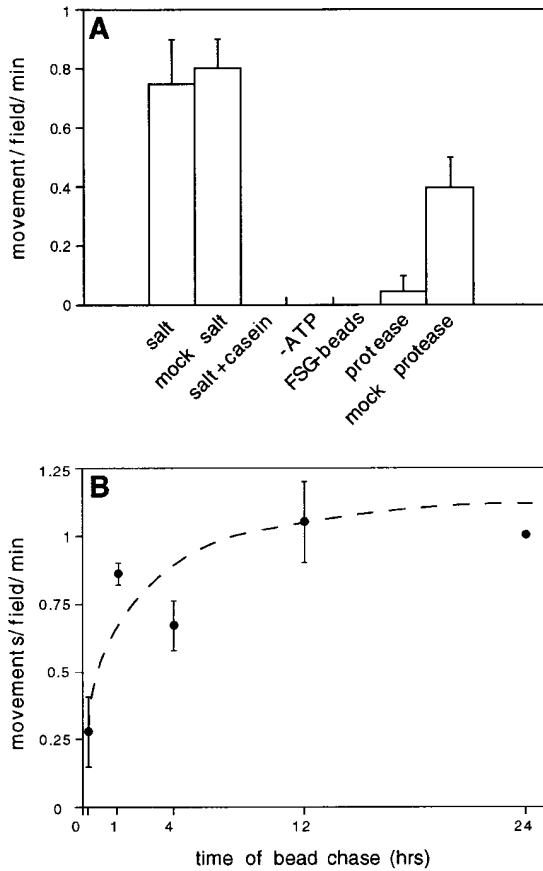 A
movement/field/min
1
0.8
0.6
0.4
0.2
0
salt
mock salt
salt+casein
-ATP
FSG-beads
protease
mock protease
B
movements/field/min
1.25
1
0.75
0.5
0.25
0
0 1 4 12 24
time of bead chase (hrs)